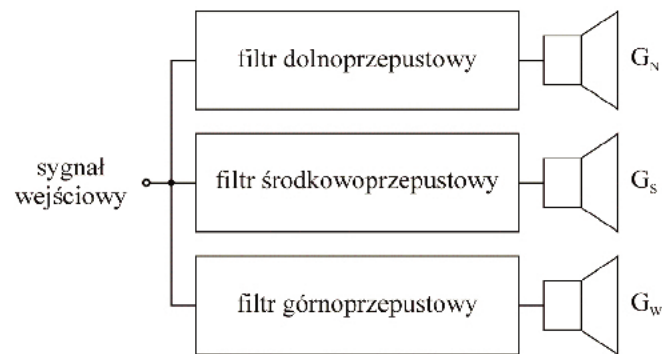 filtr dolnoprzepustowy
G_N
sygnał
wejściowy
filtr środkowoprzepustowy
G_S
filtr górnoprzepustowy
G_W